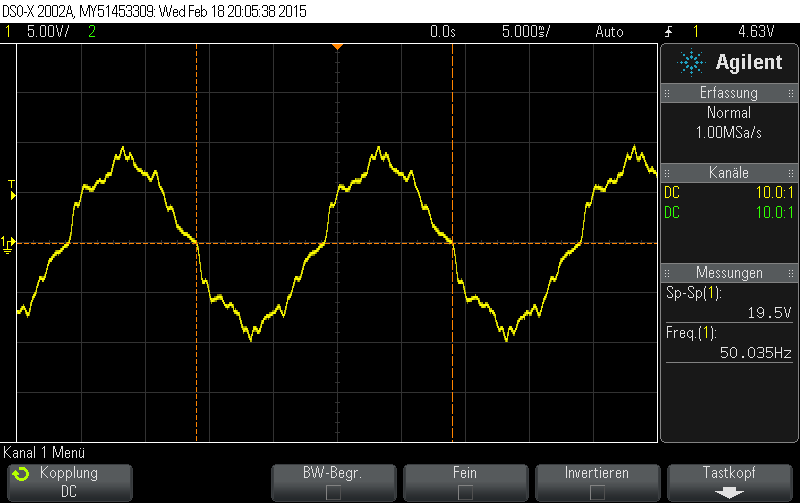 DSO-X 2002A, MY51453309: Wed Feb 18 20:05:38 2015
1 5.00V/ 2 0.0s 5.000ms/ Auto 1 4.63V
Agilent
Erfassung
Normal
1.00MSa/s
Kanäle
DC 10.0:1
DC 10.0:1
Messungen
Sp-Sp(1):
19.5V
Freq.(1):
50.035Hz
T
1
Kanal 1 Menü
Kopplung
DC
BW-Begr.
Fein
Invertieren
Tastkopf